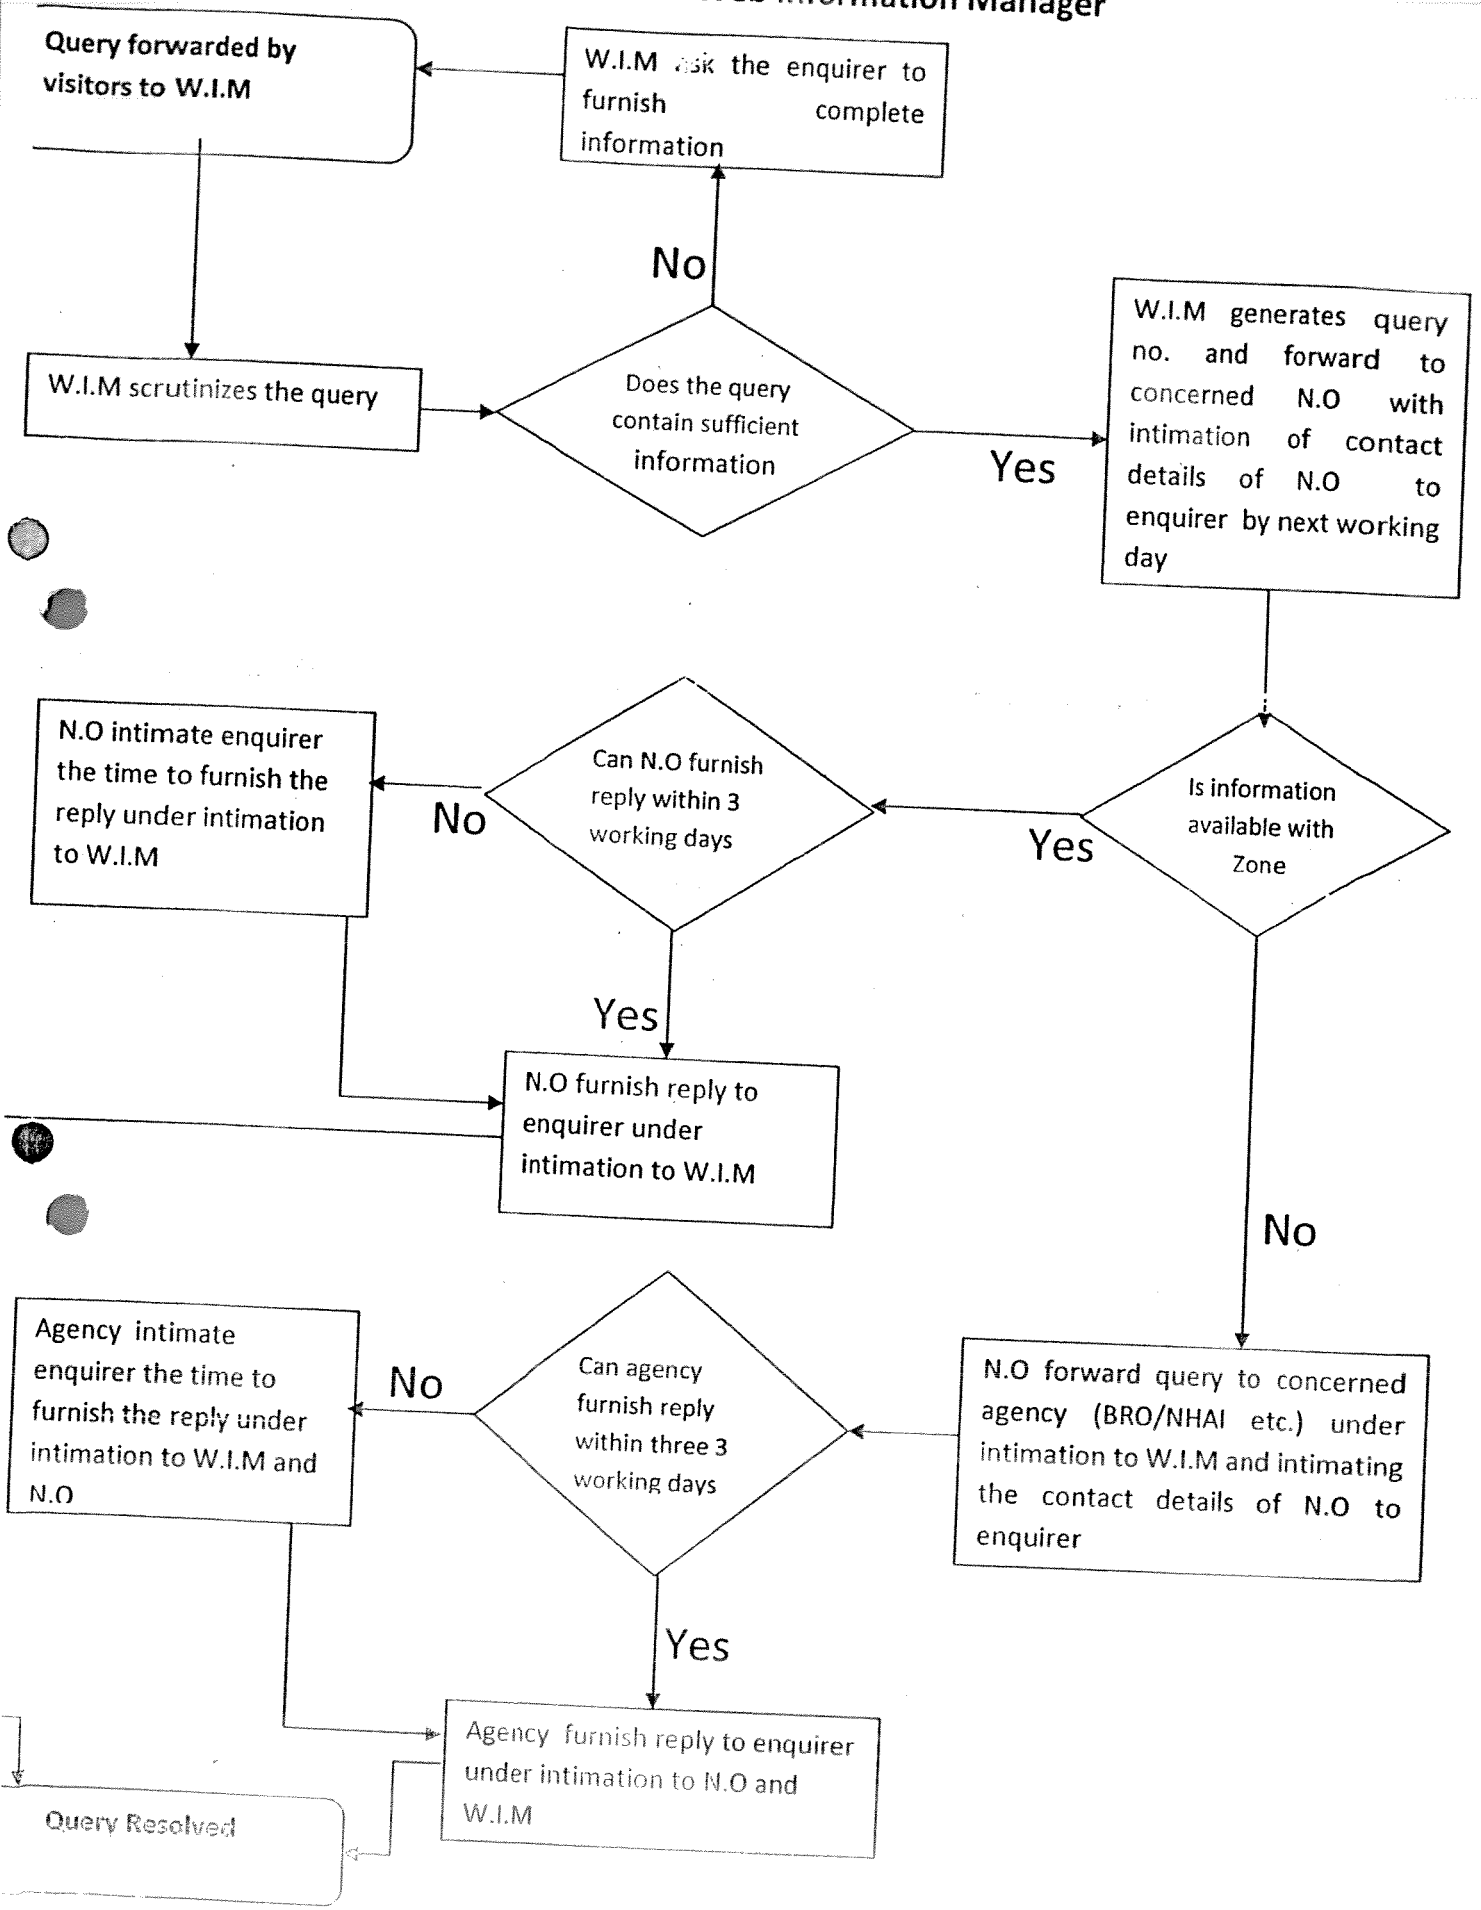 Information Manager
Query forwarded by
visitors to W.I.M
W.I.M ask the enquirer to
furnish complete
information
No
W.I.M scrutinizes the query
Does the query
contain sufficient
information
Yes
W.I.M generates query
no. and forward to
concerned N.O with
intimation of contact
details of N.O to
enquirer by next working
day
N.O intimate enquirer
the time to furnish the
reply under intimation
to W.I.M
No
Can N.O furnish
reply within 3
working days
Yes
Is information
available with
Zone
Yes
N.O furnish reply to
enquirer under
intimation to W.I.M
No
Agency intimate
enquirer the time to
furnish the reply under
intimation to W.I.M and
N.O
No
Can agency
furnish reply
within three 3
working days
N.O forward query to concerned
agency (BRO/NHAI etc.) under
intimation to W.I.M and intimating
the contact details of N.O to
enquirer
Yes
Agency furnish reply to enquirer
under intimation to N.O and
W.I.M
Query Resolved